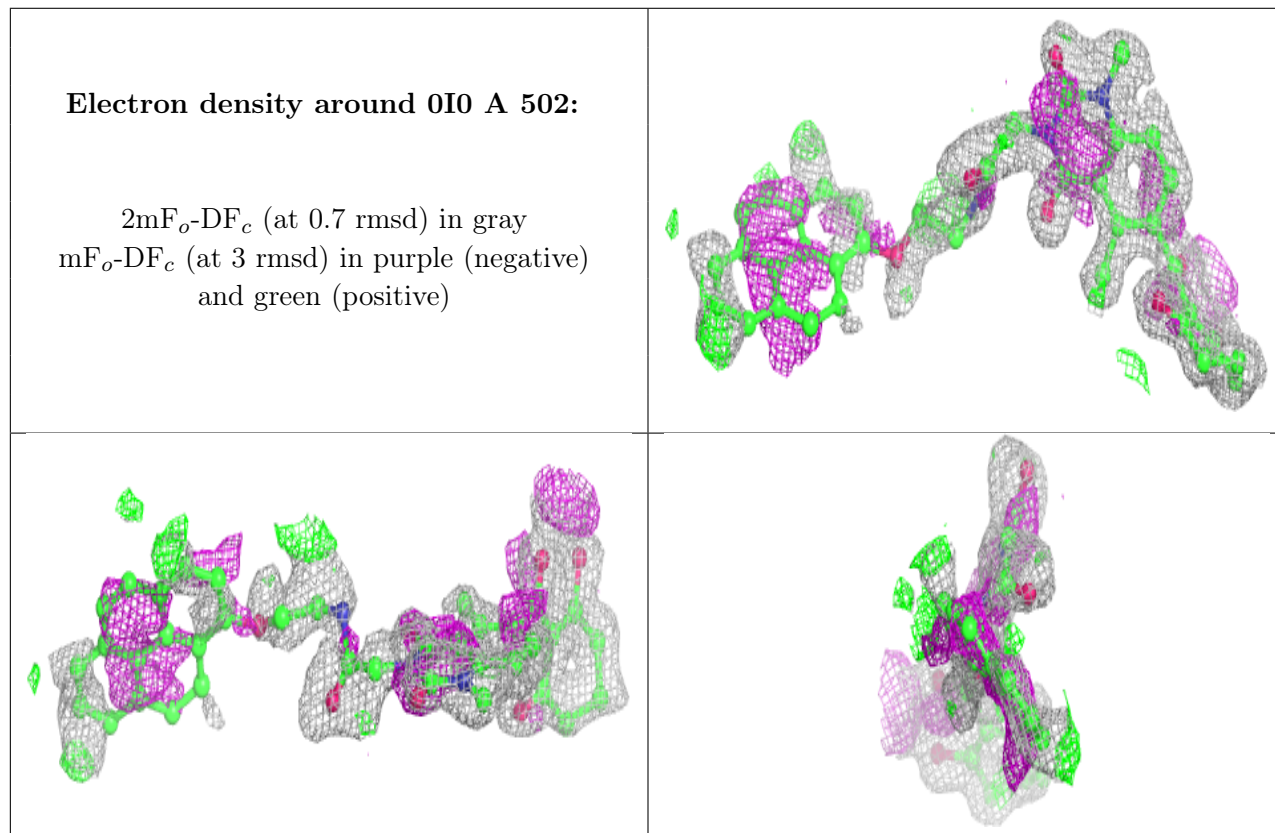 Electron density around 0I0 A 502:
2mFₒ-DF𝒸 (at 0.7 rmsd) in gray
mFₒ-DF𝒸 (at 3 rmsd) in purple (negative)
and green (positive)